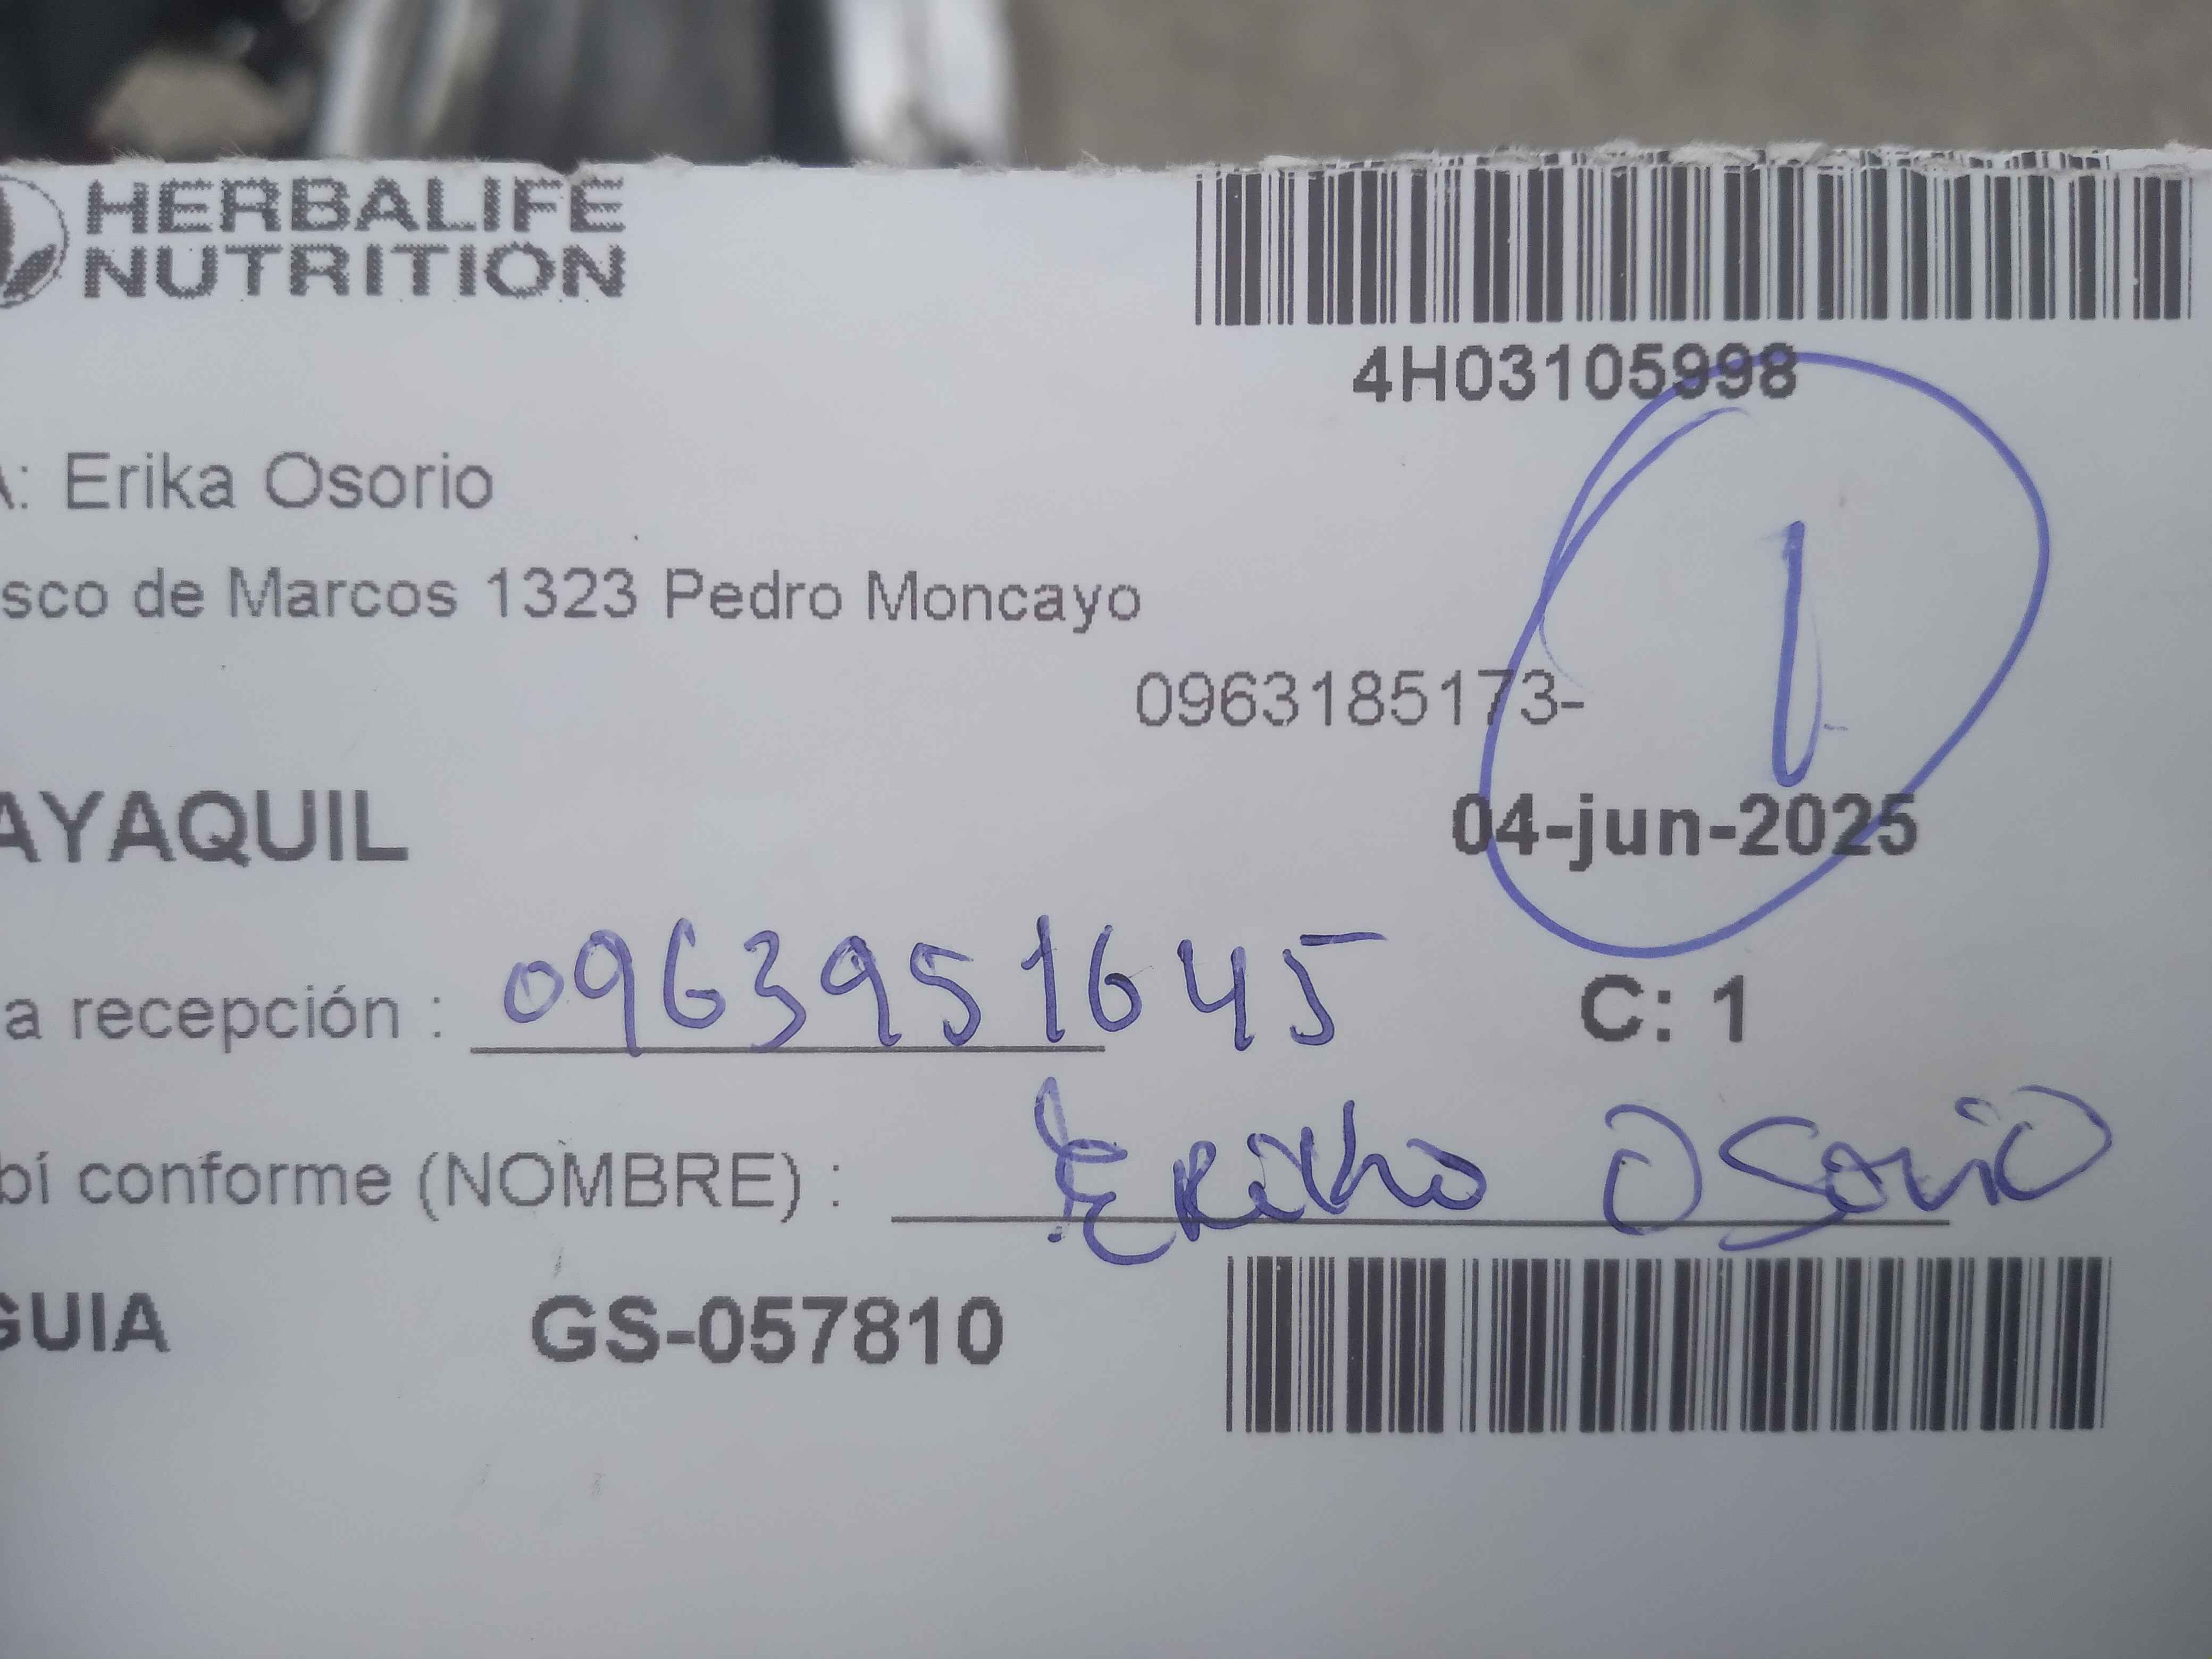 HERBALIFE
NUTRITION
4H03105998
A: Erika Osorio
sco de Marcos 1323 Pedro Moncayo
1
0963185173-
AYAQUIL
04-jun-2025
a recepción : 0963951645
C: 1
bí conforme (NOMBRE) : Erika Osorio
GUIA GS-057810